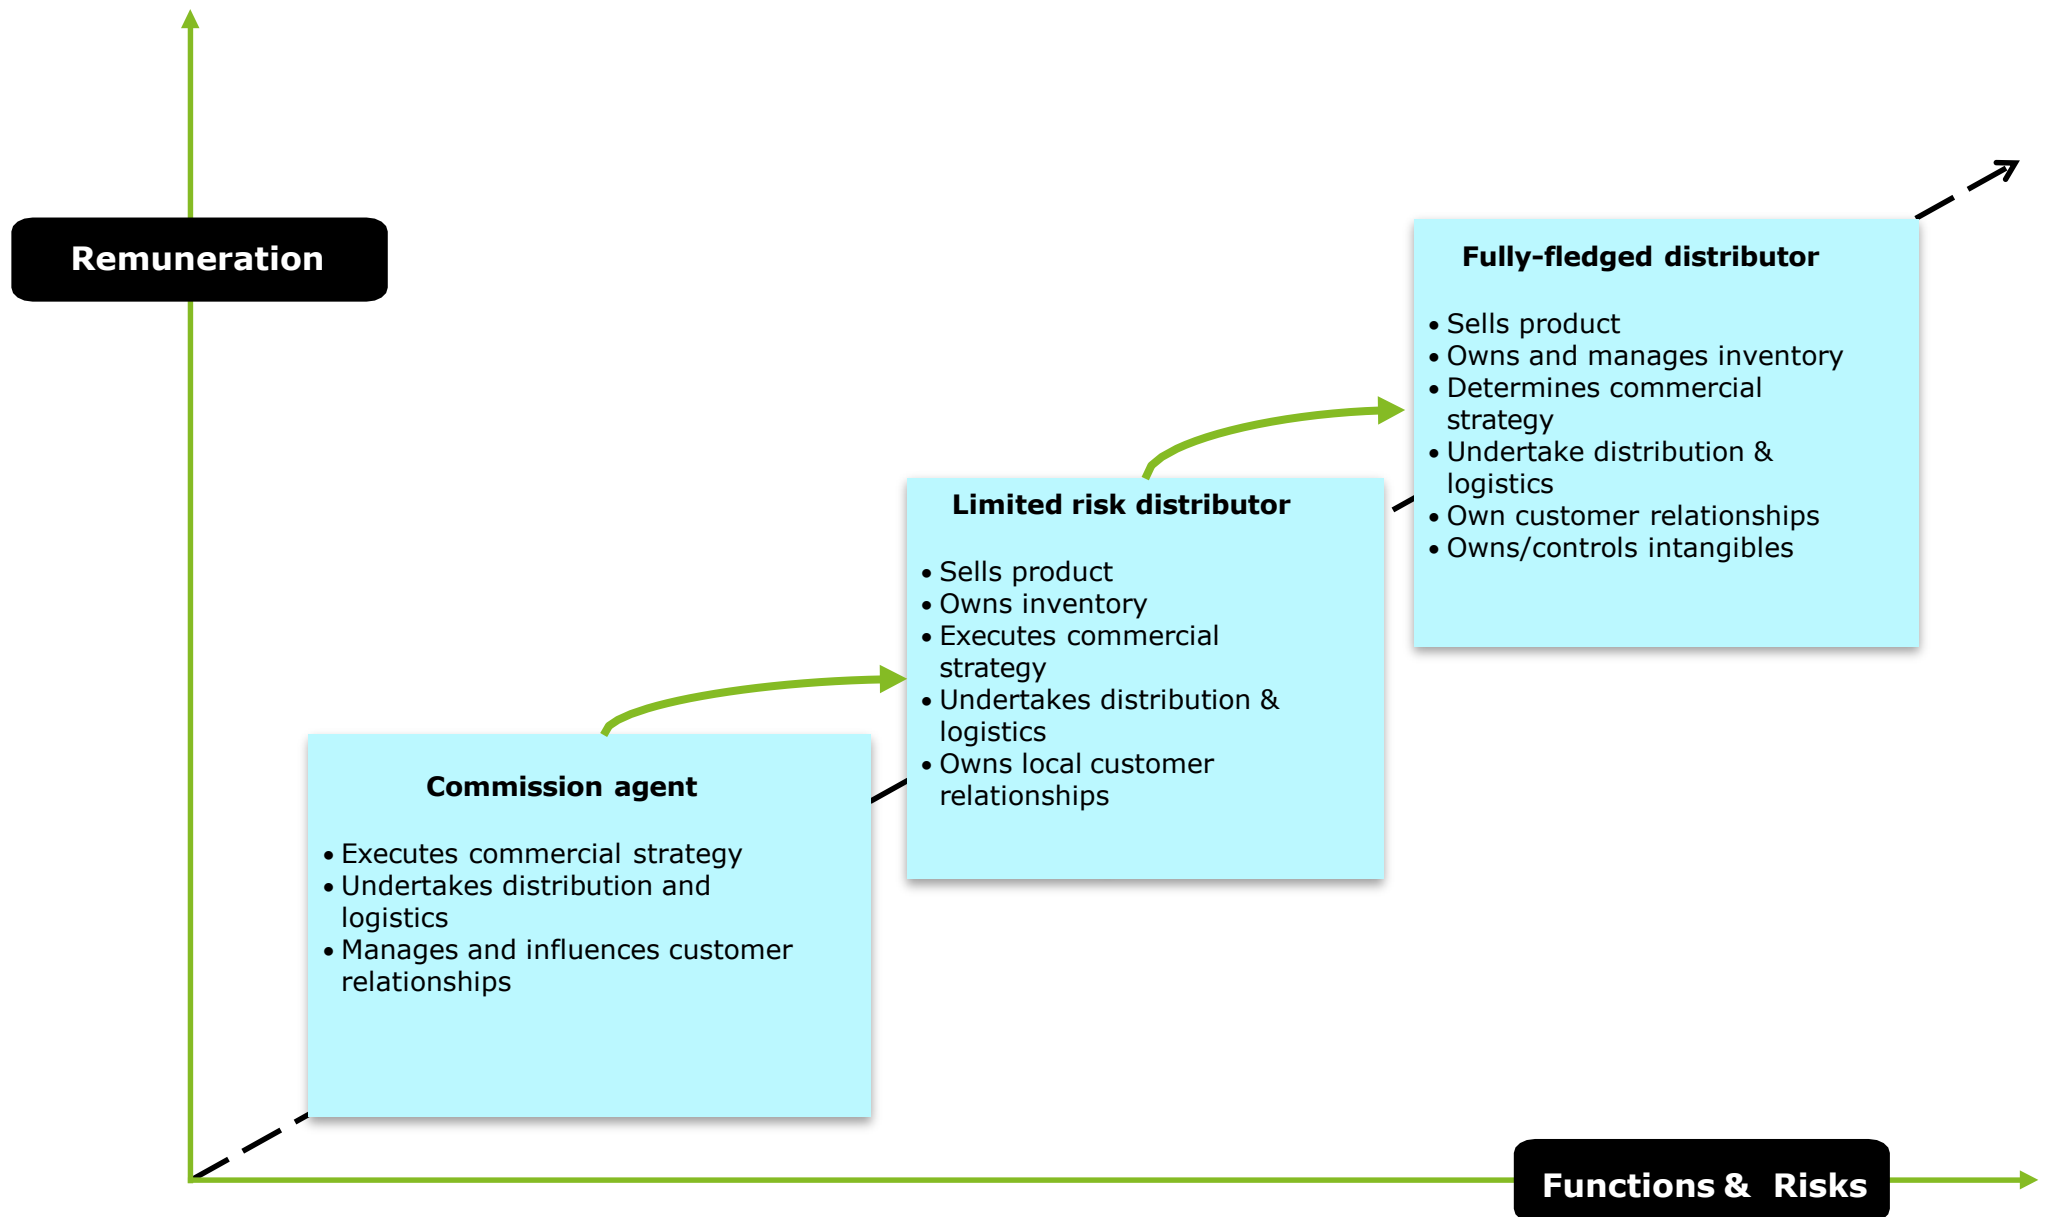 Remuneration
Fully-fledged distributor
• Sells product
• Owns and manages inventory
• Determines commercial
strategy
• Undertake distribution &
logistics
• Own customer relationships
• Owns/controls intangibles
Limited risk distributor
• Sells product
• Owns inventory
• Executes commercial
strategy
• Undertakes distribution &
logistics
• Owns local customer
relationships
Commission agent
• Executes commercial strategy
• Undertakes distribution and
logistics
• Manages and influences customer
relationships
Functions & Risks